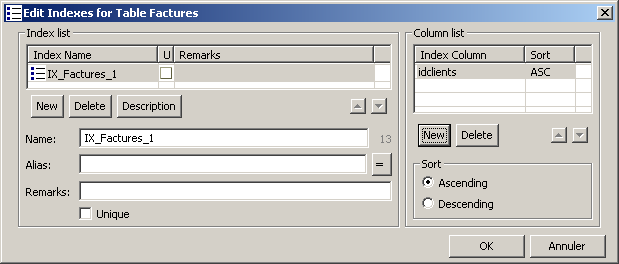 Edit Indexes for Table Factures
Index list
Index Name U Remarks
IX_Factures_1
New Delete Description
Name: IX_Factures_1 13
Alias: =
Remarks:
Unique
Column list
Index Column Sort
idclients ASC
New Delete
Sort
Ascending
Descending
OK Annuler